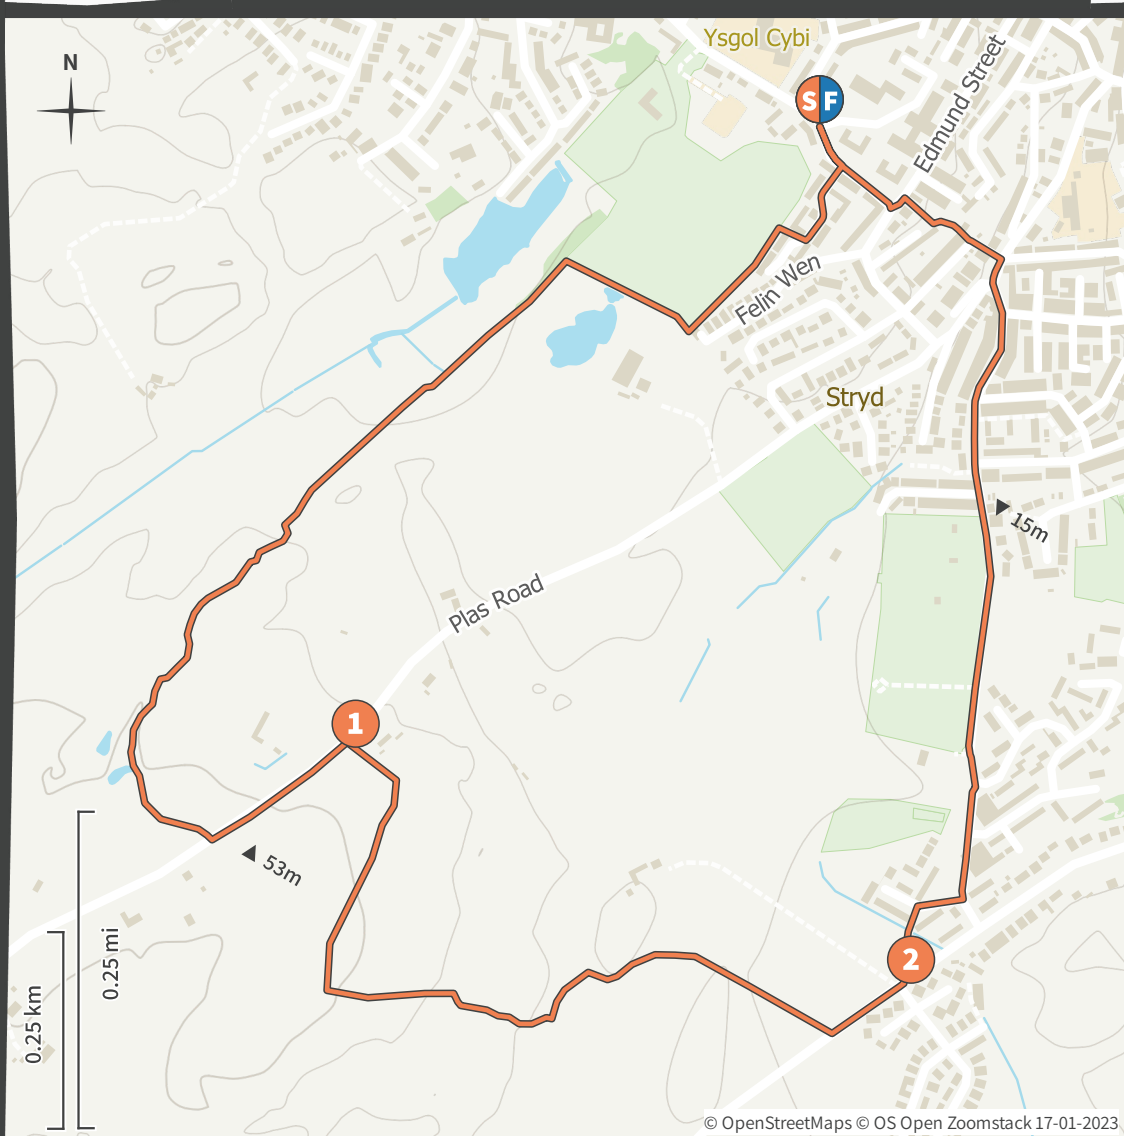 Ysgol Cybi
N
S F
Edmund Street
Felin Wen
Stryd
15m
Plas Road
1
53m
0.25 mi
0.25 km
2
© OpenStreetMaps © OS Open Zoomstack 17-01-2023